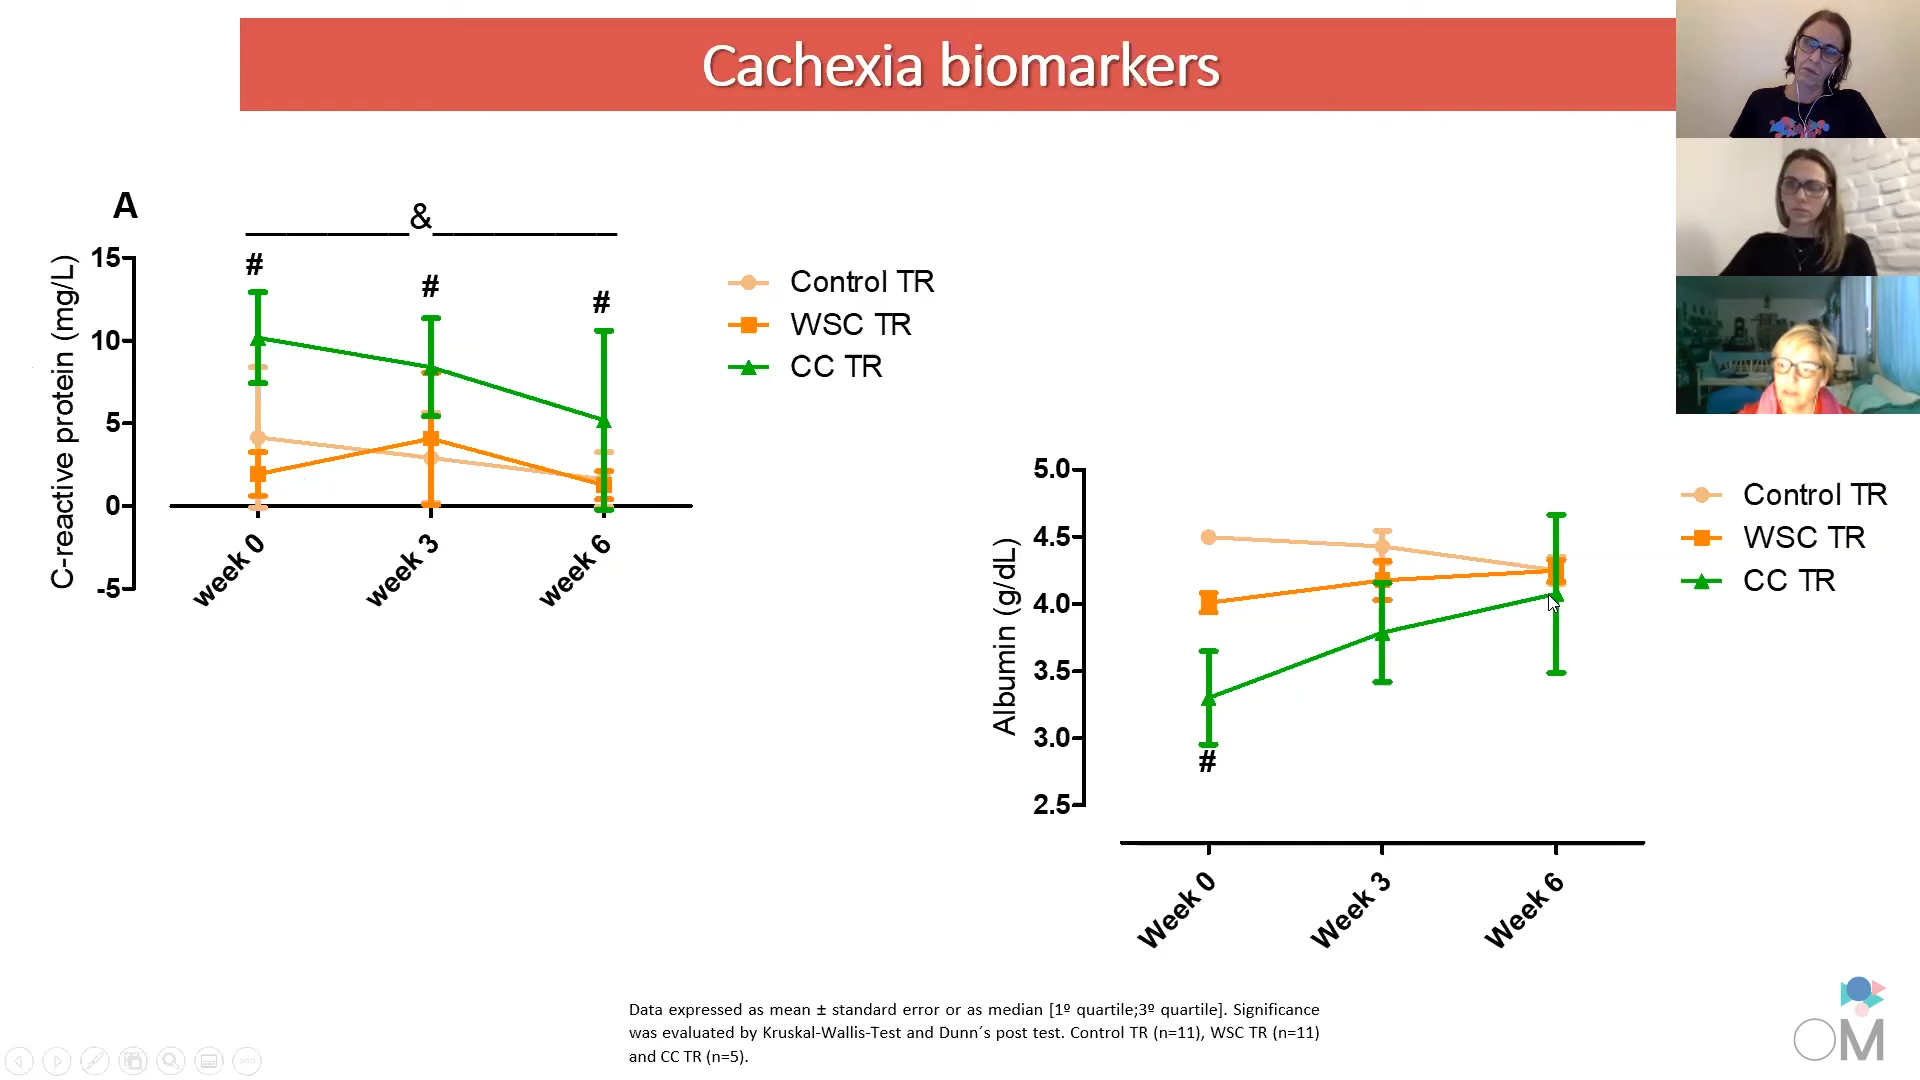 Cachexia biomarkers
A
&
#
#
#
15
10
5
0
-5
C-reactive protein (mg/L)
week 0
week 3
week 6
Control TR
WSC TR
CC TR
5.0
4.5
4.0
3.5
3.0
2.5
Albumin (g/dL)
#
Week 0
Week 3
Week 6
Control TR
WSC TR
CC TR
Data expressed as mean ± standard error or as median [1º quartile;3º quartile]. Significance
was evaluated by Kruskal-Wallis-Test and Dunn´s post test. Control TR (n=11), WSC TR (n=11)
and CC TR (n=5).
OM